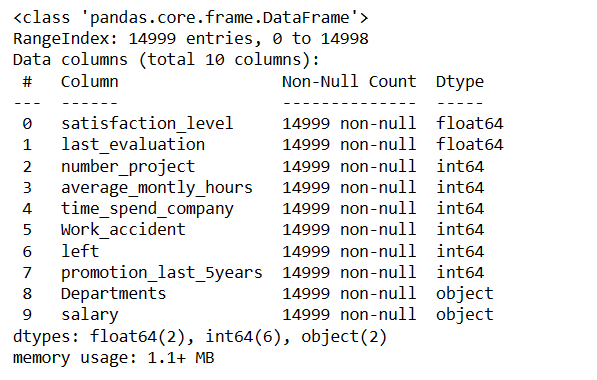 <class 'pandas.core.frame.DataFrame'>
RangeIndex: 14999 entries, 0 to 14998
Data columns (total 10 columns):
 #   Column                 Non-Null Count  Dtype
---  ------                 --------------  -----
 0   satisfaction_level     14999 non-null  float64
 1   last_evaluation        14999 non-null  float64
 2   number_project         14999 non-null  int64
 3   average_montly_hours   14999 non-null  int64
 4   time_spend_company     14999 non-null  int64
 5   Work_accident          14999 non-null  int64
 6   left                   14999 non-null  int64
 7   promotion_last_5years  14999 non-null  int64
 8   Departments            14999 non-null  object
 9   salary                 14999 non-null  object
dtypes: float64(2), int64(6), object(2)
memory usage: 1.1+ MB